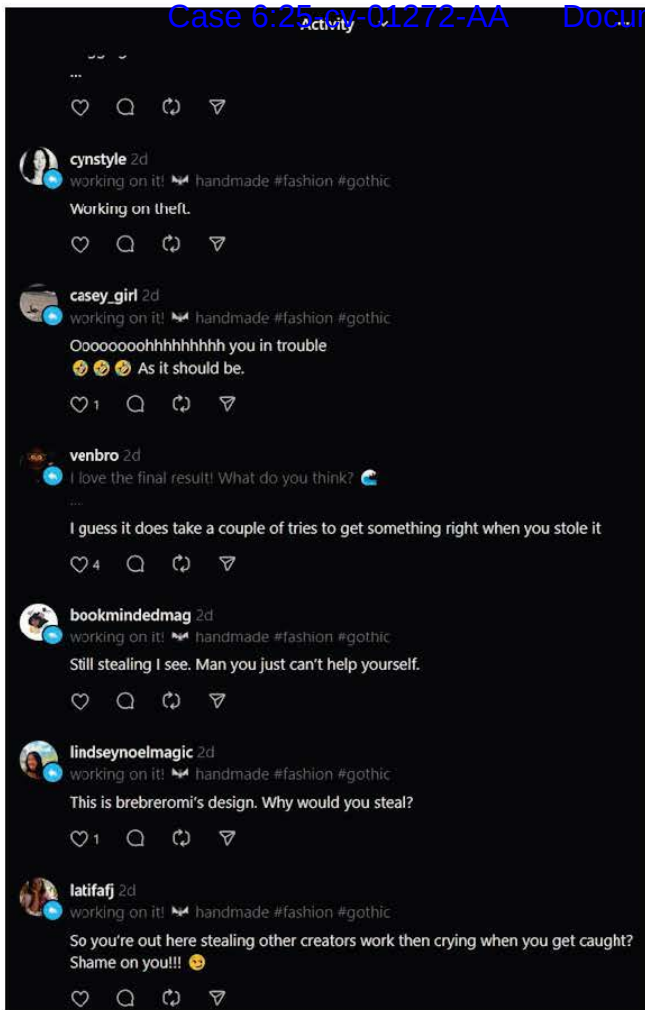 Case 6:25-cv-01272-AA Docu
Activity
...
cynstyle 2d
working on it! handmade #fashion #gothic
Working on theft.
casey_girl 2d
working on it! handmade #fashion #gothic
Oooooooohhhhhhhhhh you in trouble
🤣🤣🤣 As it should be.
1
venbro 2d
I love the final result! What do you think? 🌊
...
I guess it does take a couple of tries to get something right when you stole it
4
bookmindedmag 2d
working on it! handmade #fashion #gothic
Still stealing I see. Man you just can't help yourself.
lindseynoelmagic 2d
working on it! handmade #fashion #gothic
This is brebreromi's design. Why would you steal?
1
latifafj 2d
working on it! handmade #fashion #gothic
So you're out here stealing other creators work then crying when you get caught?
Shame on you!!! 😏